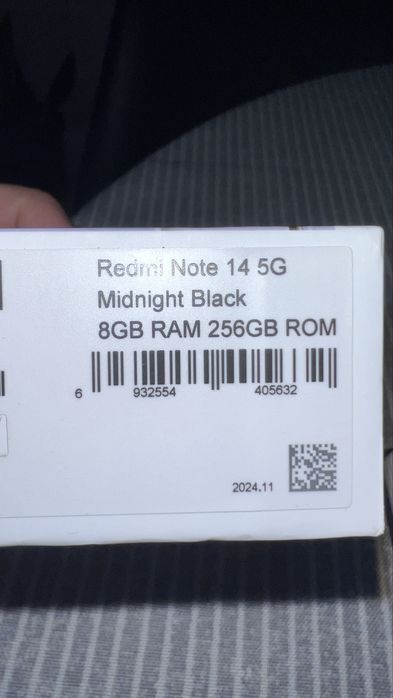 Redmi Note 14 5G
Midnight Black
8GB RAM 256GB ROM
6 932554 405632
2024.11